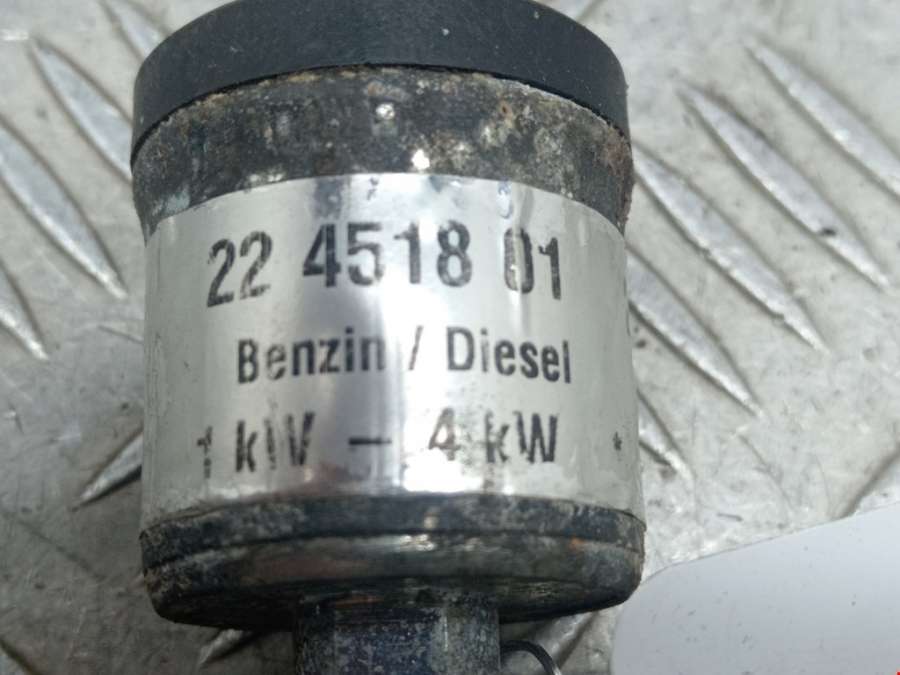 22 4518 01
Benzin / Diesel
1 kW – 4 kW *